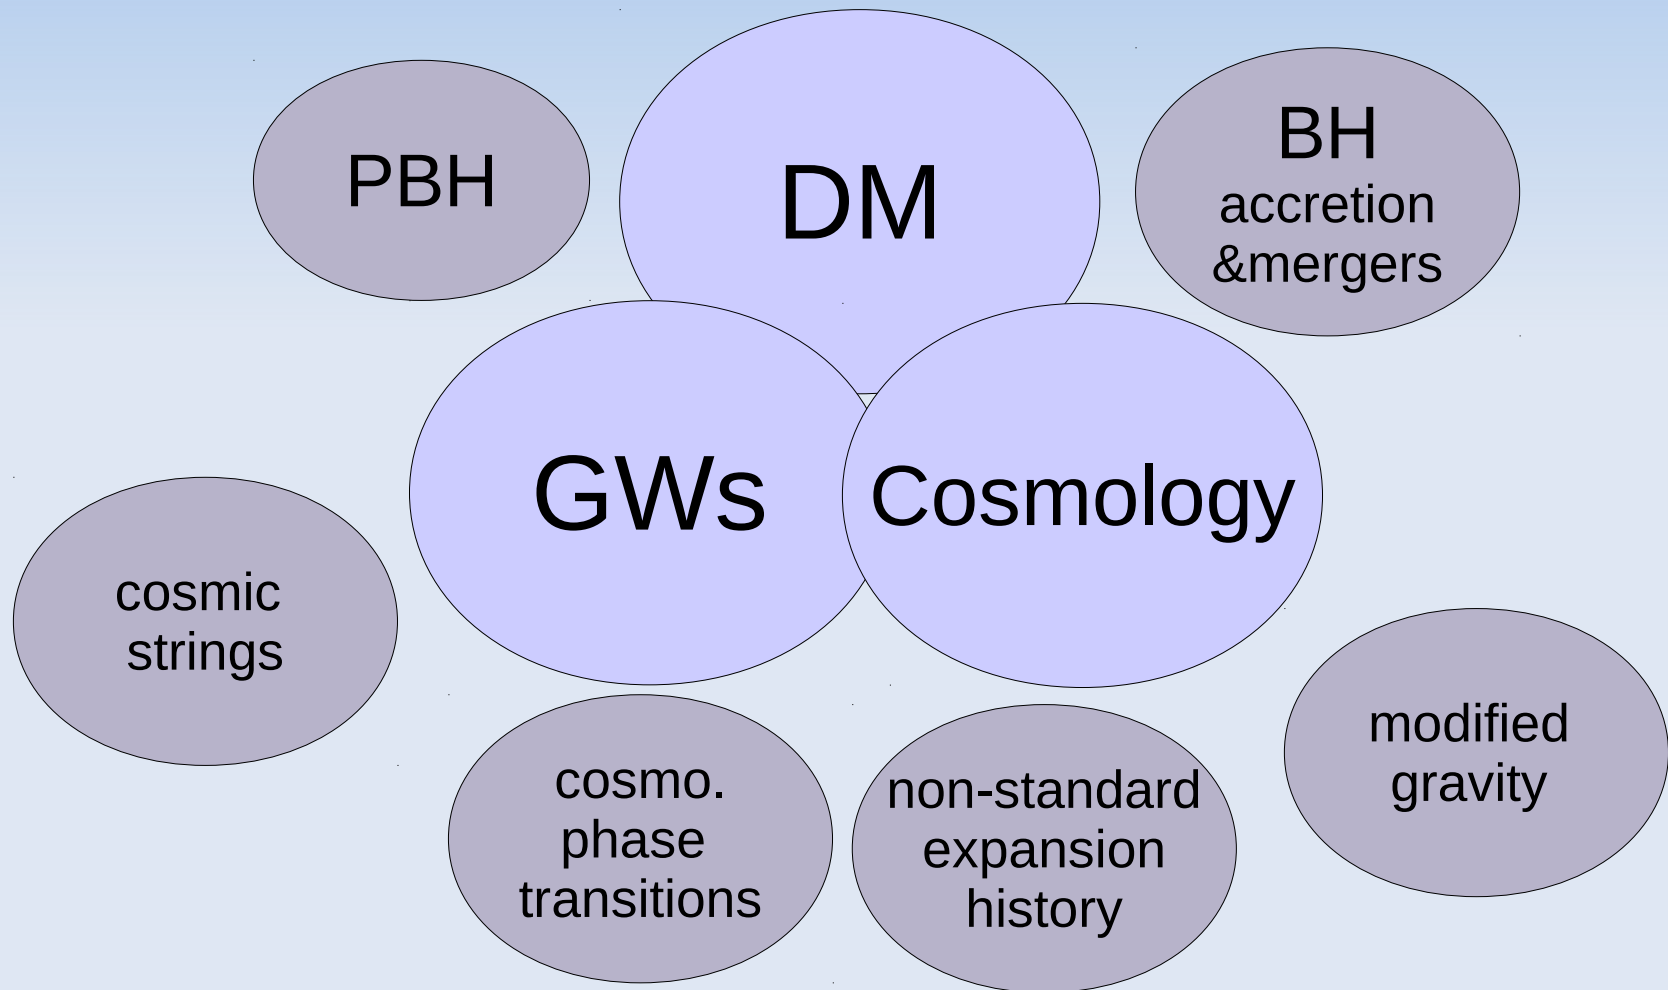 PBH
DM
BH
accretion
&mergers
GWs
Cosmology
cosmic
strings
cosmo.
phase
transitions
non-standard
expansion
history
modified
gravity